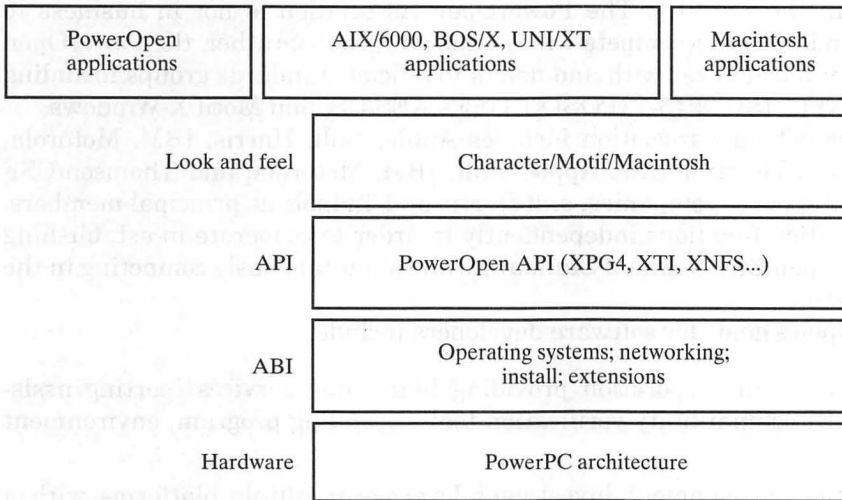 PowerOpen
applications
AIX/6000, BOS/X, UNI/XT
applications
Macintosh
applications
Look and feel
Character/Motif/Macintosh
API
PowerOpen API (XPG4, XTI, XNFS...)
ABI
Operating systems; networking;
install; extensions
Hardware
PowerPC architecture